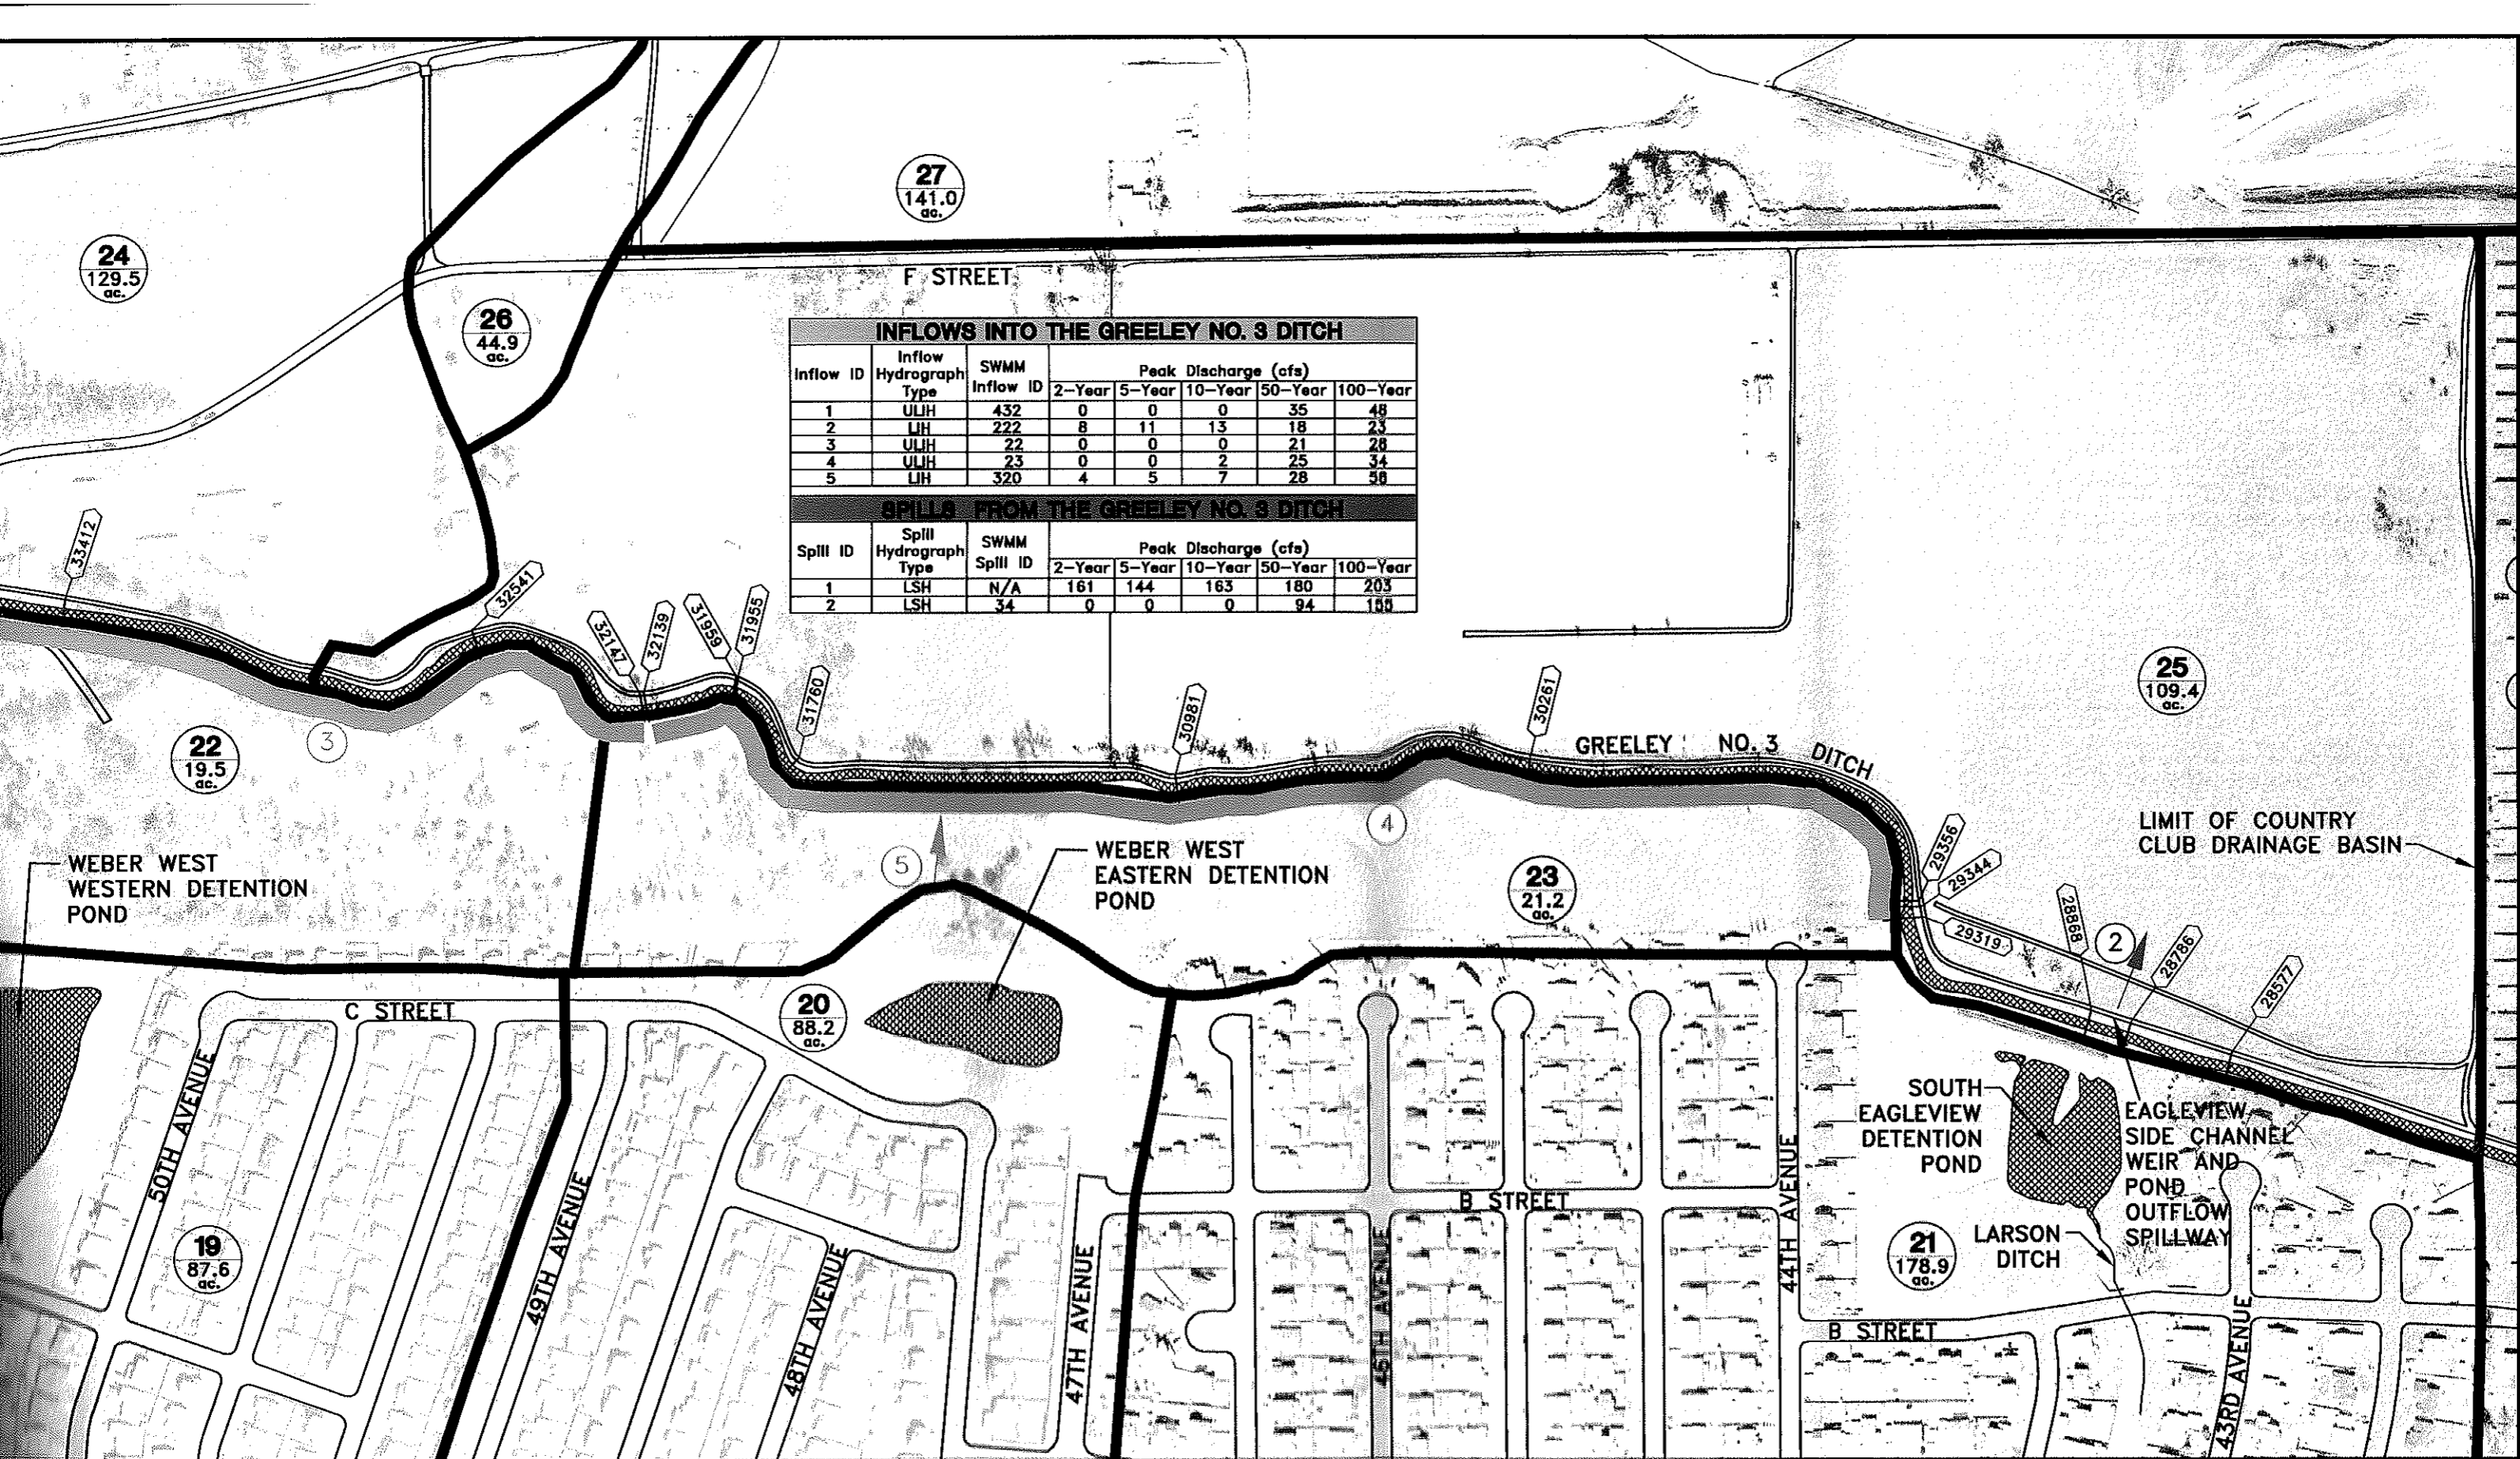 27
141.0
ac.
24
129.5
ac.
F STREET
26
44.9
ac.
INFLOWS INTO THE GREELEY NO. 3 DITCH
Inflow ID Inflow Hydrograph Type SWMM Inflow ID Peak Discharge (cfs)
2-Year 5-Year 10-Year 50-Year 100-Year
1 ULIH 432 0 0 0 35 48
2 LIH 222 8 11 13 18 23
3 ULIH 22 0 0 0 21 28
4 ULIH 23 0 0 2 25 34
5 LIH 320 4 5 7 28 58
SPILLS FROM THE GREELEY NO. 3 DITCH
Spill ID Spill Hydrograph Type SWMM Spill ID Peak Discharge (cfs)
2-Year 5-Year 10-Year 50-Year 100-Year
1 LSH N/A 161 144 163 180 203
2 LSH 34 0 0 0 94
33412
32541
32147
32139
31959
31955
31760
30981
30261
25
109.4
ac.
22
19.5
ac.
3
GREELEY NO. 3 DITCH
4
5
LIMIT OF COUNTRY
CLUB DRAINAGE BASIN
WEBER WEST
WESTERN DETENTION
POND
WEBER WEST
EASTERN DETENTION
POND
23
21.2
ac.
29356
29344
29319
28868
2
28786
28577
C STREET
20
88.2
ac.
SOUTH
EAGLEVIEW
DETENTION
POND
EAGLEVIEW
SIDE CHANNEL
WEIR AND
POND
OUTFLOW
SPILLWAY
50TH AVENUE
49TH AVENUE
48TH AVENUE
47TH AVENUE
46TH AVENUE
44TH AVENUE
43RD AVENUE
B STREET
19
87.6
ac.
21
178.9
ac.
LARSON
DITCH
B STREET